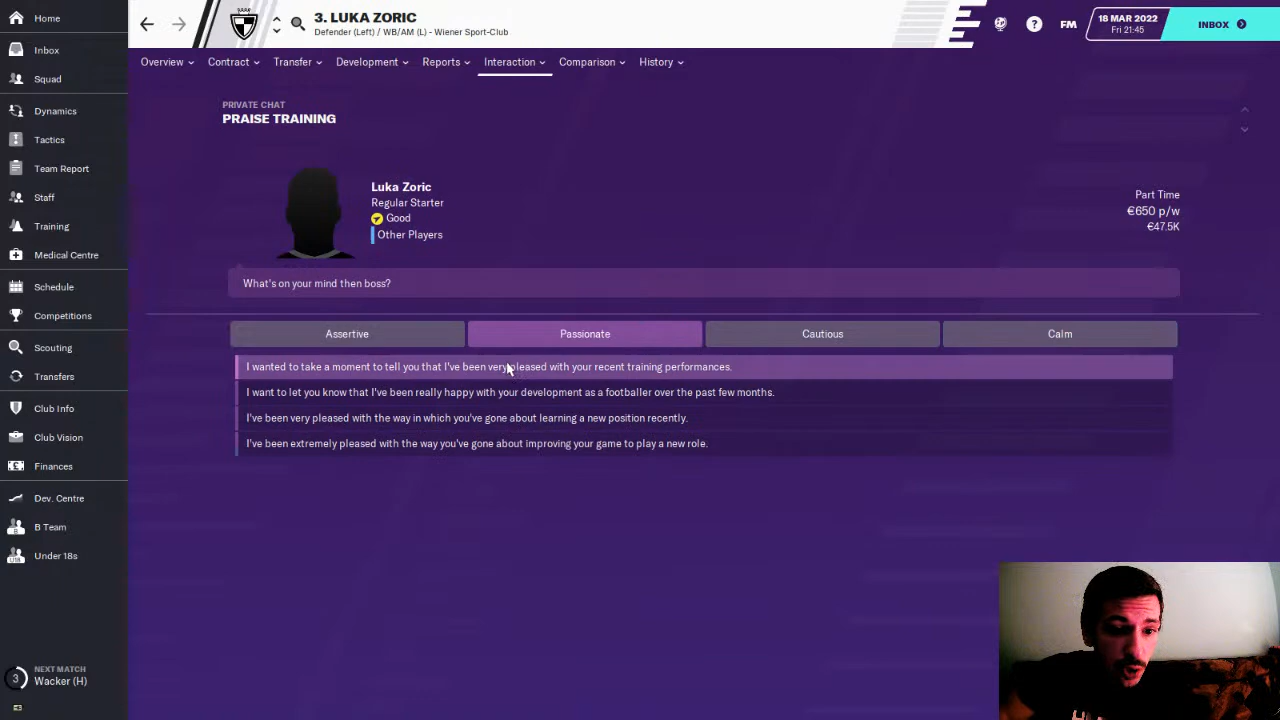 Home
Inbox
Squad
Dynamics
Tactics
Team Report
Staff
Training
Medical Centre
Schedule
Competitions
Scouting
Transfers
Club Info
Club Vision
Finances
Dev. Centre
B Team
Under 18s
3
NEXT MATCH
Wacker (H)
3. LUKA ZORIC
Defender (Left) / WB/AM (L) - Wiener Sport-Club
?
FM
18 MAR 2022
Fri 21:45
INBOX
Overview
Contract
Transfer
Development
Reports
Interaction
Comparison
History
PRIVATE CHAT
PRAISE TRAINING
Luka Zoric
Regular Starter
Good
Other Players
Part Time
€650 p/w
€47.5K
What's on your mind then boss?
Assertive
Passionate
Cautious
Calm
I wanted to take a moment to tell you that I've been very pleased with your recent training performances.
I want to let you know that I've been really happy with your development as a footballer over the past few months.
I've been very pleased with the way in which you've gone about learning a new position recently.
I've been extremely pleased with the way you've gone about improving your game to play a new role.